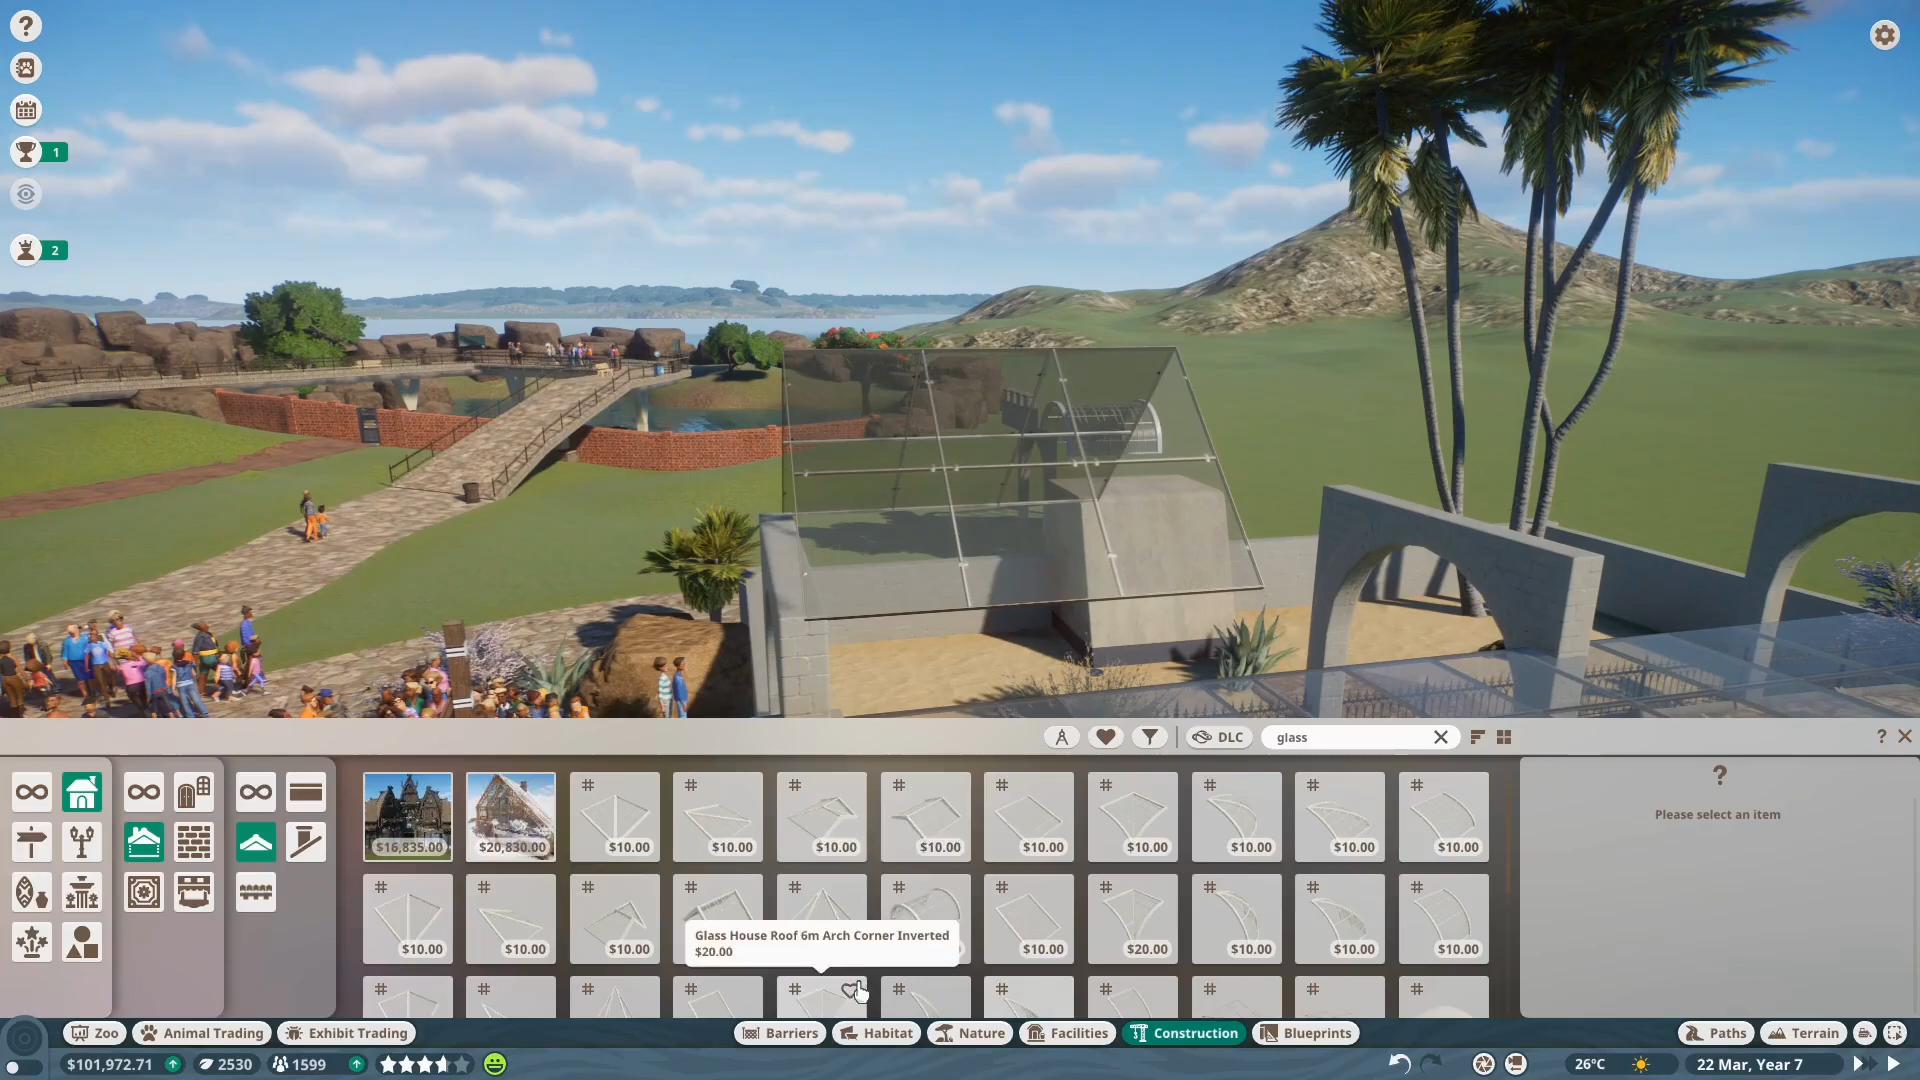 ?
1
2
DLC
glass
?
$16,835.00
$20,830.00
$10.00
$10.00
$10.00
$10.00
$10.00
$10.00
$10.00
$10.00
$10.00
?
Please select an item
$10.00
$10.00
$10.00
$10.00
$20.00
$10.00
$10.00
$10.00
Glass House Roof 6m Arch Corner Inverted
$20.00
Zoo
Animal Trading
Exhibit Trading
Barriers
Habitat
Nature
Facilities
Construction
Blueprints
Paths
Terrain
$101,972.71
2530
1599
26°C
22 Mar, Year 7